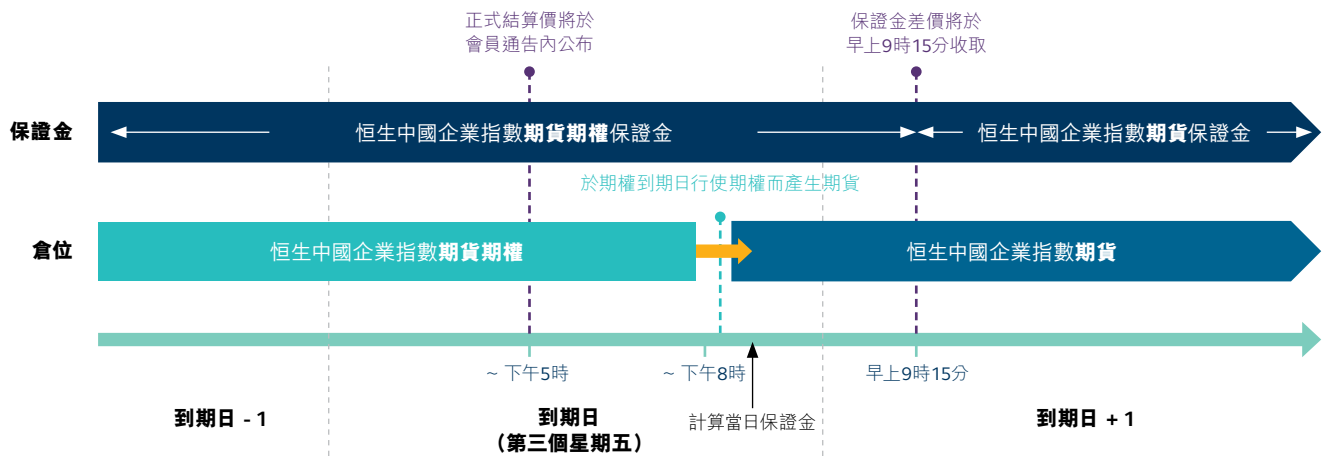 正式結算價將於
會員通告內公布
保證金差價將於
早上9時15分收取
保證金
恒生中國企業指數期貨期權保證金
恒生中國企業指數期貨保證金
於期權到期日行使期權而產生期貨
倉位
恒生中國企業指數期貨期權
恒生中國企業指數期貨
~ 下午5時
~ 下午8時
早上9時15分
到期日 - 1
到期日
（第三個星期五）
計算當日保證金
到期日 + 1